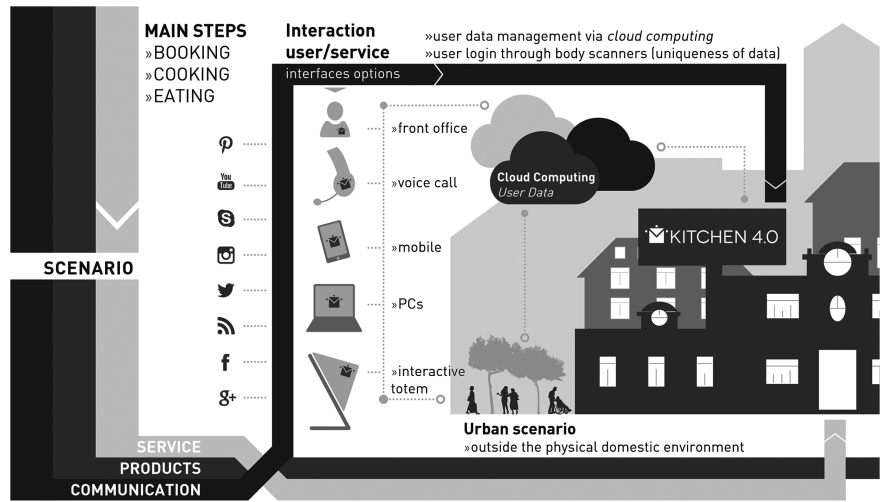 MAIN STEPS
»BOOKING
»COOKING
»EATING
Interaction
user/service
interfaces options
»user data management via cloud computing
»user login through body scanners (uniqueness of data)
»front office
»voice call
»mobile
»PCs
»interactive
totem
You
Tube
f
g+
Cloud Computing
User Data
KITCHEN 4.0
SCENARIO
Urban scenario
»outside the physical domestic environment
SERVICE
PRODUCTS
COMMUNICATION